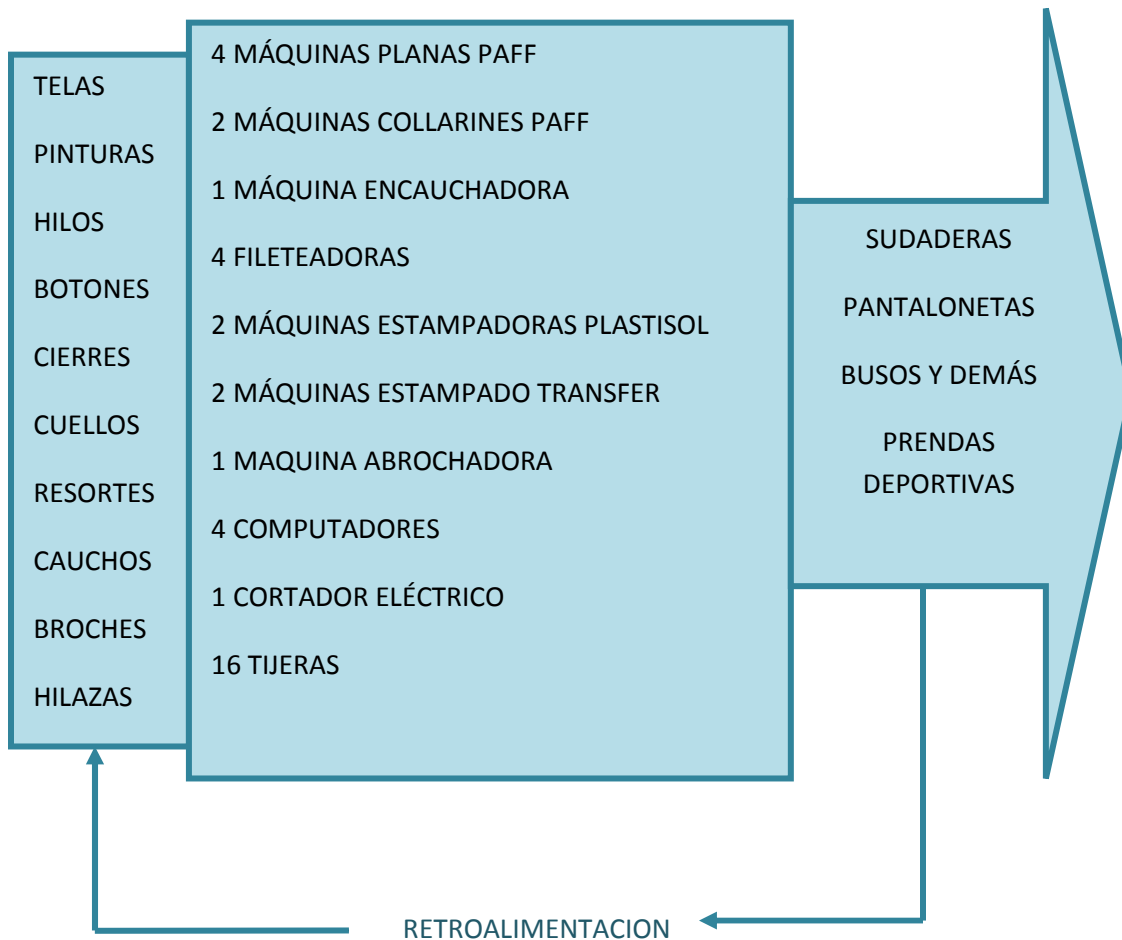 TELAS
PINTURAS
HILOS
BOTONES
CIERRES
CUELLOS
RESORTES
CAUCHOS
BROCHES
HILAZAS
4 MÁQUINAS PLANAS PAFF
2 MÁQUINAS COLLARINES PAFF
1 MÁQUINA ENCAUCHADORA
4 FILETEADORAS
2 MÁQUINAS ESTAMPADORAS PLASTISOL
2 MÁQUINAS ESTAMPADO TRANSFER
1 MAQUINA ABROCHADORA
4 COMPUTADORES
1 CORTADOR ELÉCTRICO
16 TIJERAS
SUDADERAS
PANTALONETAS
BUSOS Y DEMÁS
PRENDAS
DEPORTIVAS
RETROALIMENTACION